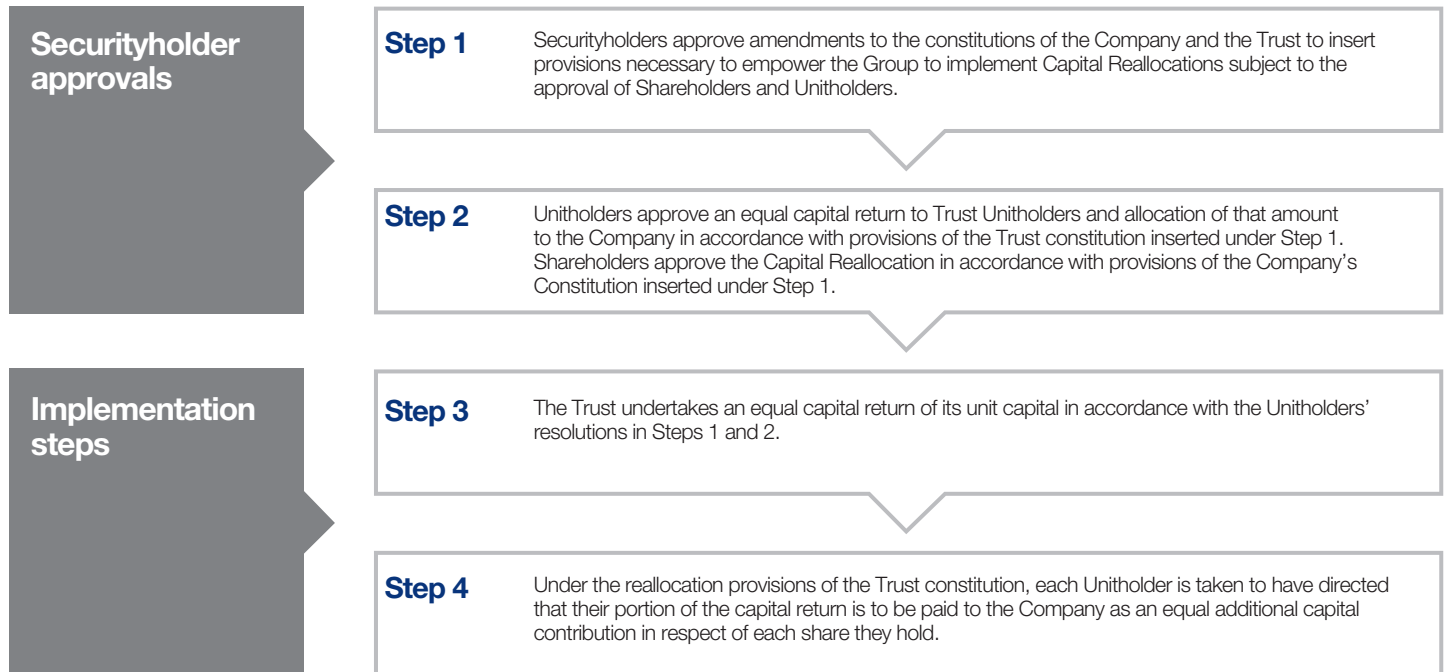 Securityholder
approvals
Step 1
Securityholders approve amendments to the constitutions of the Company and the Trust to insert
provisions necessary to empower the Group to implement Capital Reallocations subject to the
approval of Shareholders and Unitholders.
Step 2
Unitholders approve an equal capital return to Trust Unitholders and allocation of that amount
to the Company in accordance with provisions of the Trust constitution inserted under Step 1.
Shareholders approve the Capital Reallocation in accordance with provisions of the Company’s
Constitution inserted under Step 1.
Implementation
steps
Step 3
The Trust undertakes an equal capital return of its unit capital in accordance with the Unitholders’
resolutions in Steps 1 and 2.
Step 4
Under the reallocation provisions of the Trust constitution, each Unitholder is taken to have directed
that their portion of the capital return is to be paid to the Company as an equal additional capital
contribution in respect of each share they hold.